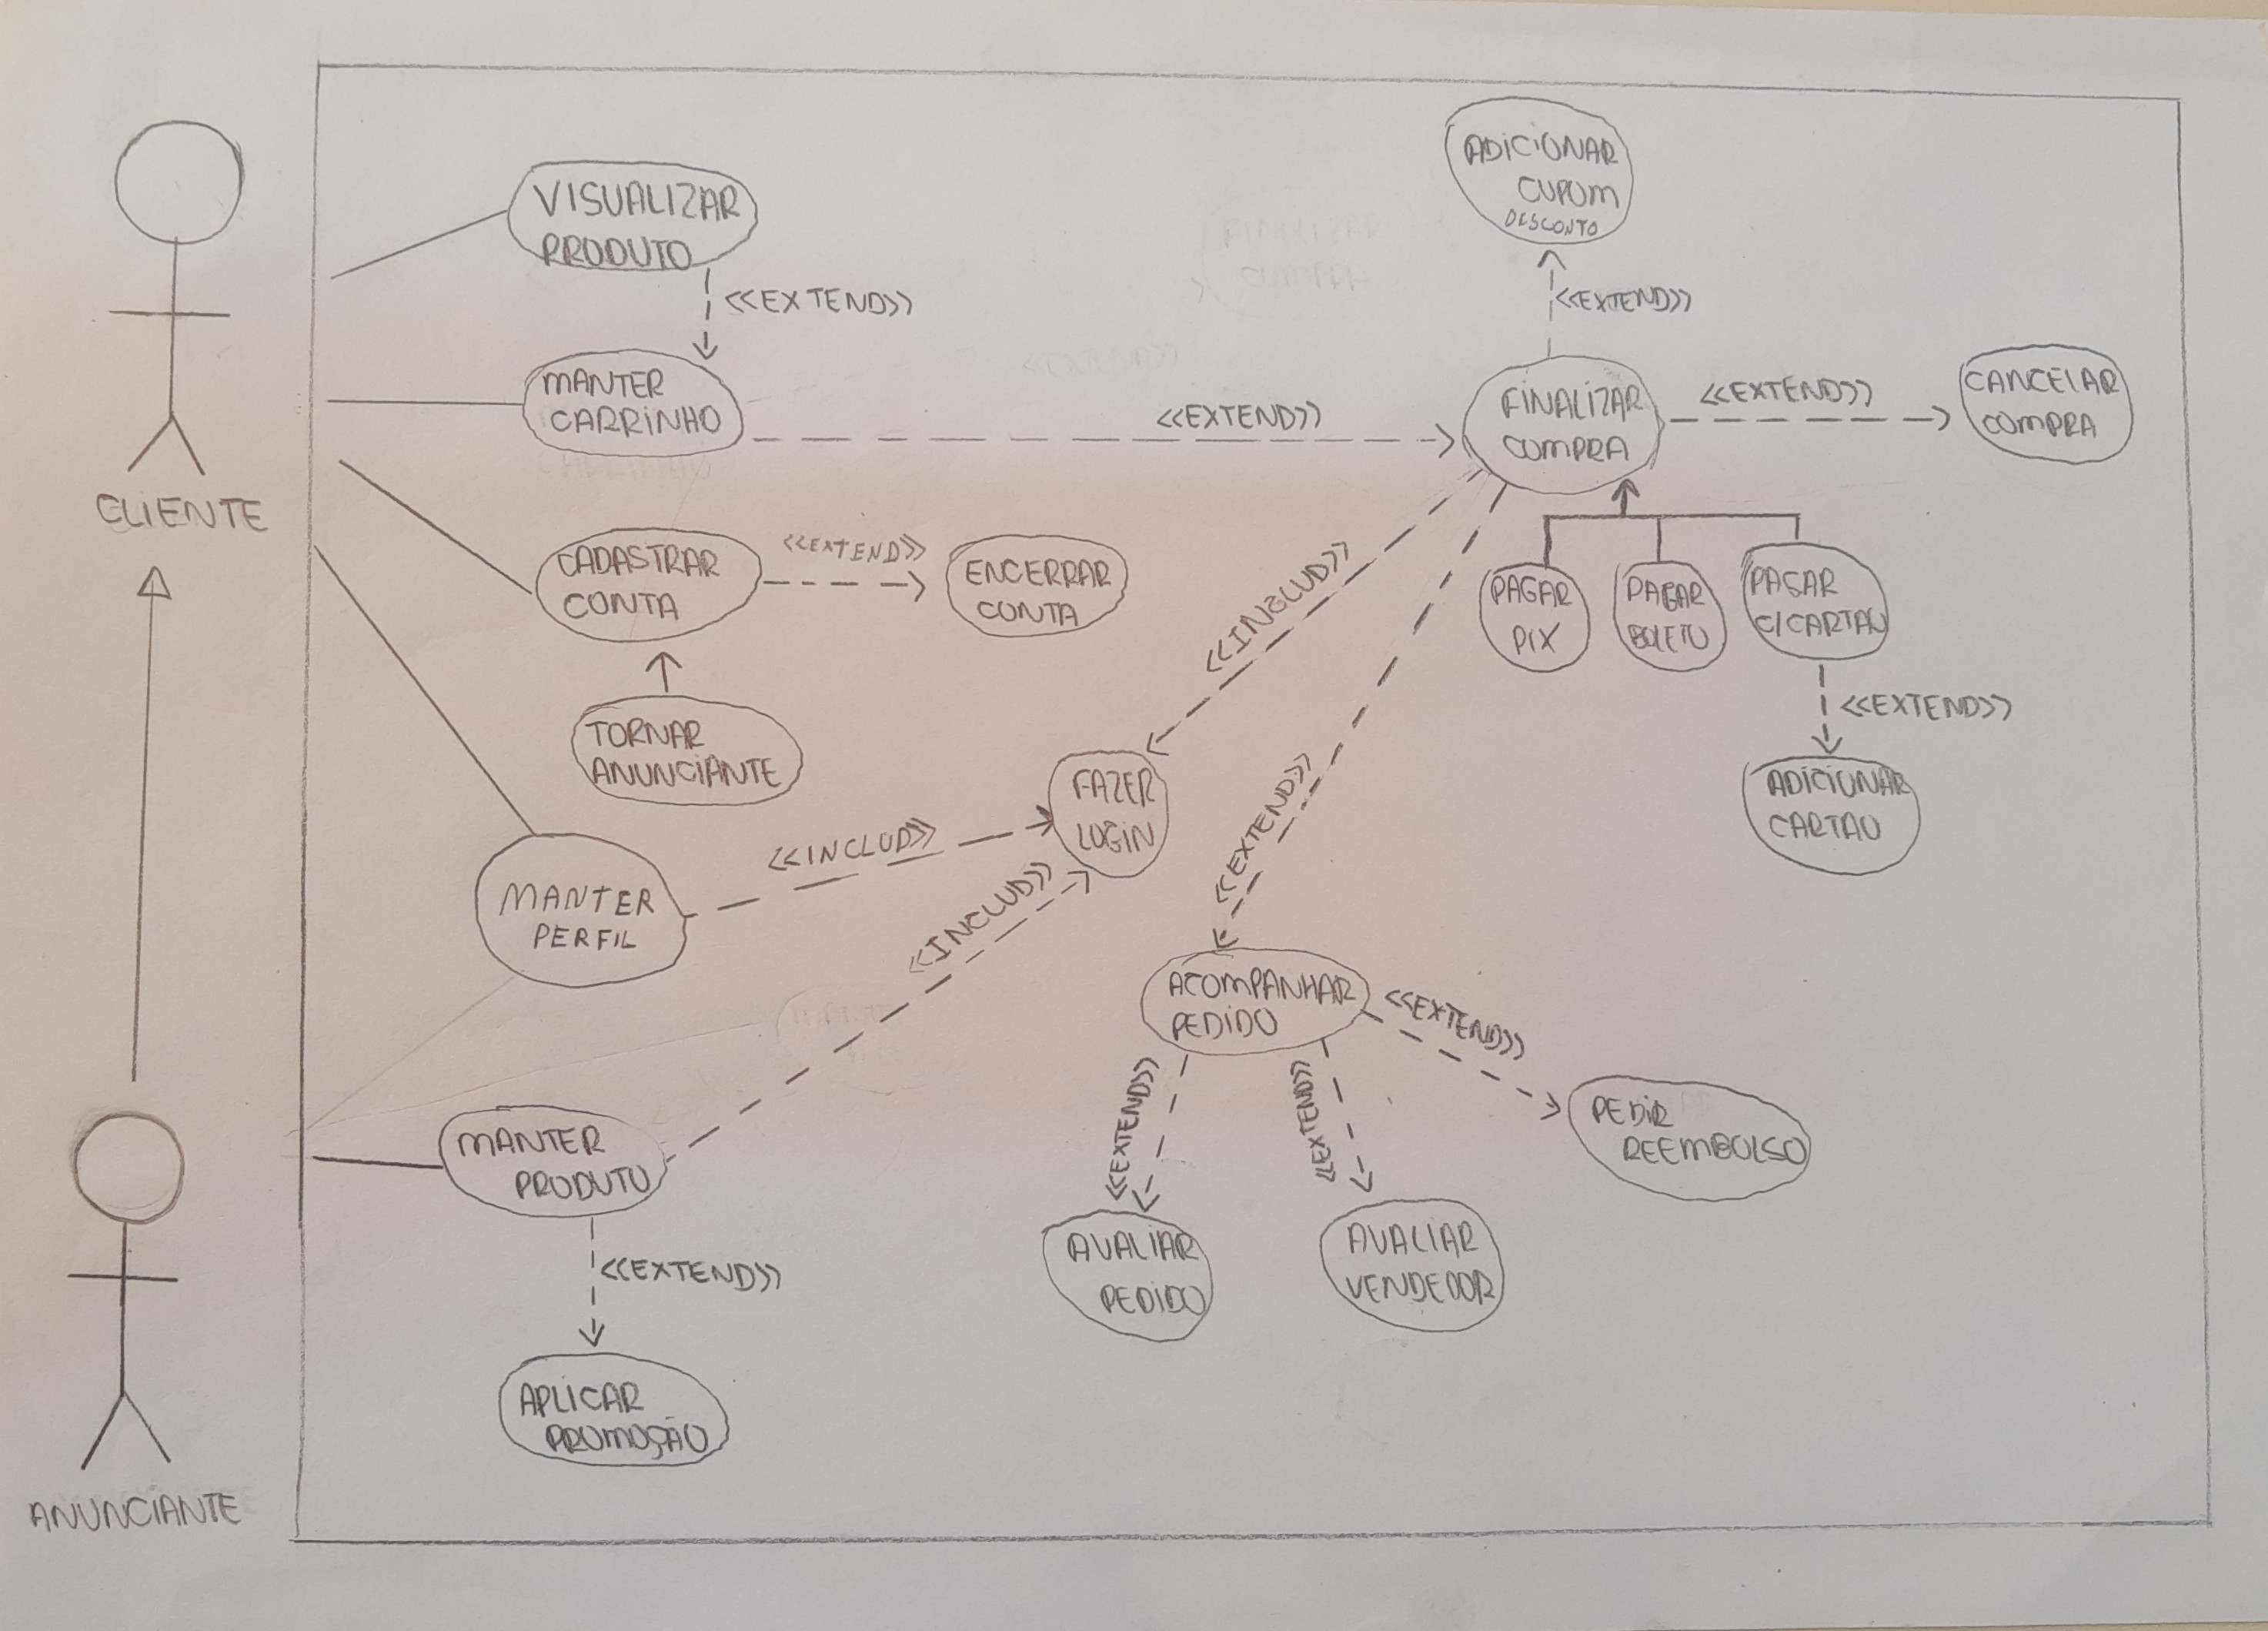 ADICIONAR
CUPOM
DESCONTO
VISUALIZAR
PRODUTO
<<EXTEND>>
<<EXTEND>>
MANTER
CARRINHO
<<EXTEND>>
FINALIZAR
COMPRA
<<EXTEND>>
CANCELAR
COMPRA
CLIENTE
CADASTRAR
CONTA
<<EXTEND>>
ENCERRAR
CONTA
<<INCLUD>>
PAGAR
PIX
PAGAR
BOLETO
PAGAR
C/CARTAO
<<EXTEND>>
TORNAR
ANUNCIANTE
FAZER
LOGIN
<<EXTEND>>
ADICIONAR
CARTAO
<<INCLUD>>
MANTER
PERFIL
<<INCLUD>>
ACOMPANHAR
PEDIDO
<<EXTEND>>
<<EXTEND>>
<<EXTEND>>
PEDIR
REEMBOLSO
MANTER
PRODUTO
AVALIAR
PEDIDO
AVALIAR
VENDEDOR
<<EXTEND>>
APLICAR
PROMOÇÃO
ANUNCIANTE